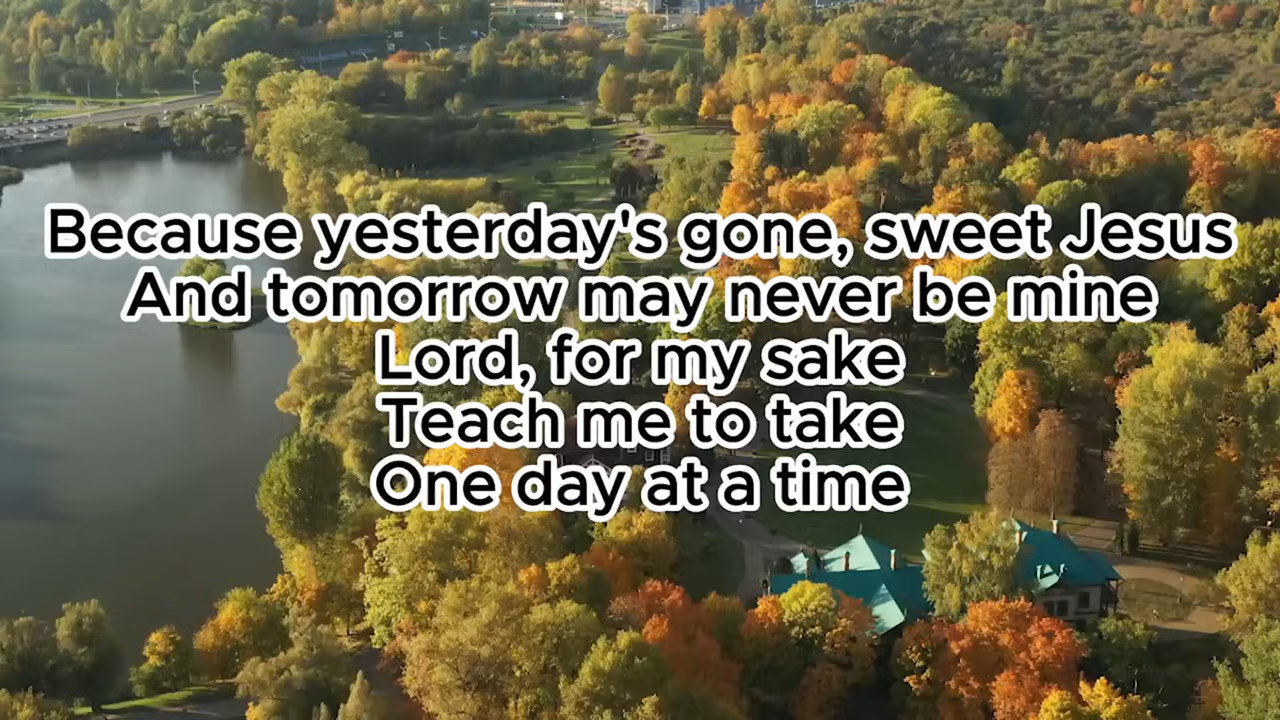 Because yesterday's gone, sweet Jesus
And tomorrow may never be mine
Lord, for my sake
Teach me to take
One day at a time